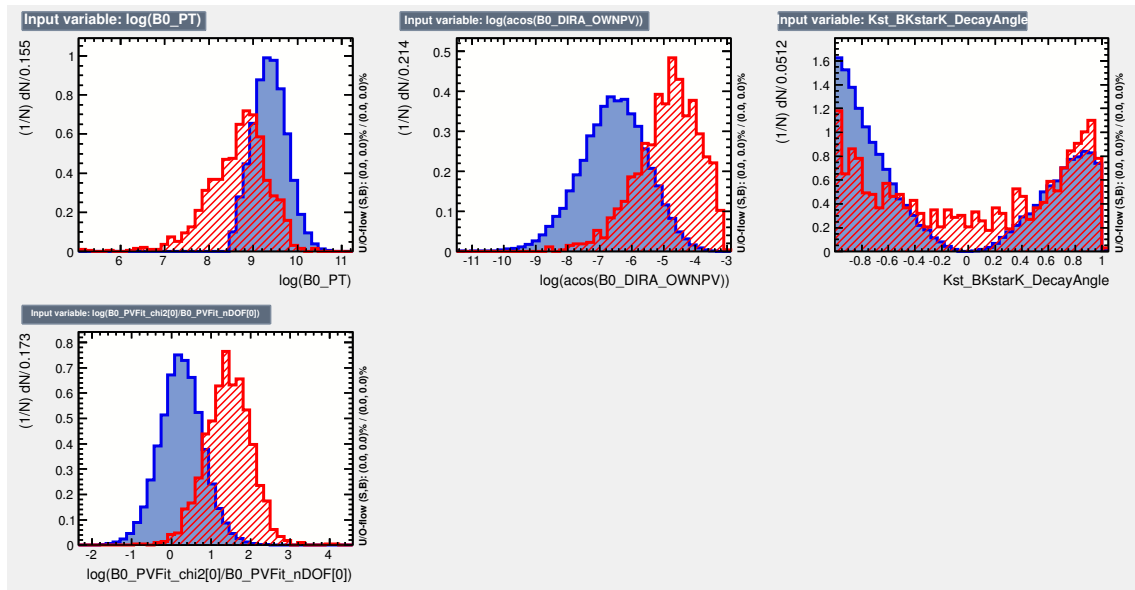 Input variable: log(B0_PT)
(1/N) dN/0.155
1
0.8
0.6
0.4
0.2
0
6 7 8 9 10 11
log(B0_PT)
U/O-flow (S,B): (0.0, 0.0)% / (0.0, 0.0)%
Input variable: log(acos(B0_DIRA_OWNPV))
(1/N) dN/0.214
0.5
0.4
0.3
0.2
0.1
0
-11 -10 -9 -8 -7 -6 -5 -4 -3
log(acos(B0_DIRA_OWNPV))
U/O-flow (S,B): (0.0, 0.0)% / (0.0, 0.0)%
Input variable: Kst_BKstarK_DecayAngle
(1/N) dN/0.0512
1.6
1.4
1.2
1
0.8
0.6
0.4
0.2
0
-0.8 -0.6 -0.4 -0.2 0 0.2 0.4 0.6 0.8 1
Kst_BKstarK_DecayAngle
U/O-flow (S,B): (0.0, 0.0)% / (0.0, 0.0)%
Input variable: log(B0_PVFit_chi2[0]/B0_PVFit_nDOF[0])
(1/N) dN/0.173
0.8
0.7
0.6
0.5
0.4
0.3
0.2
0.1
0
-2 -1 0 1 2 3 4
log(B0_PVFit_chi2[0]/B0_PVFit_nDOF[0])
U/O-flow (S,B): (0.0, 0.0)% / (0.0, 0.0)%